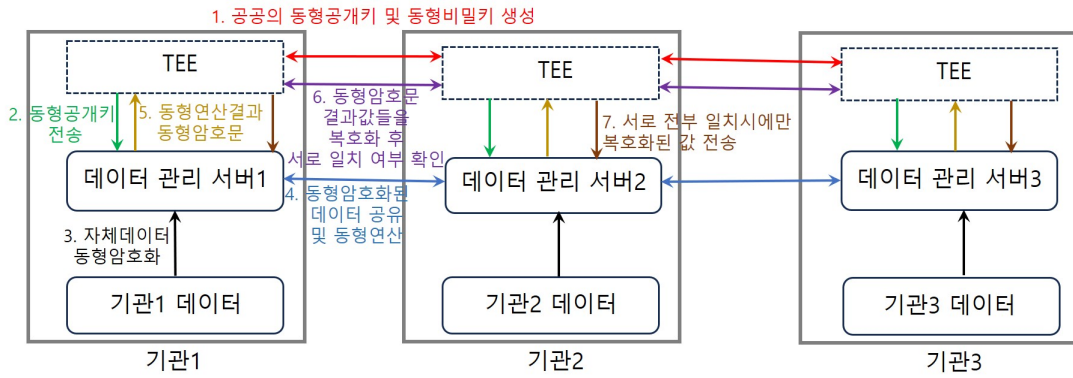 1. 공공의 동형공개키 및 동형비밀키 생성
TEE
TEE
TEE
2. 동형공개키
전송
5. 동형연산결과
동형암호문
6. 동형암호문
결과값들을
복호화 후
서로 일치 여부 확인
7. 서로 전부 일치시에만
복호화된 값 전송
데이터 관리 서버1
데이터 관리 서버2
데이터 관리 서버3
4. 동형암호화된
데이터 공유
및 동형연산
3. 자체데이터
동형암호화
기관1 데이터
기관2 데이터
기관3 데이터
기관1
기관2
기관3